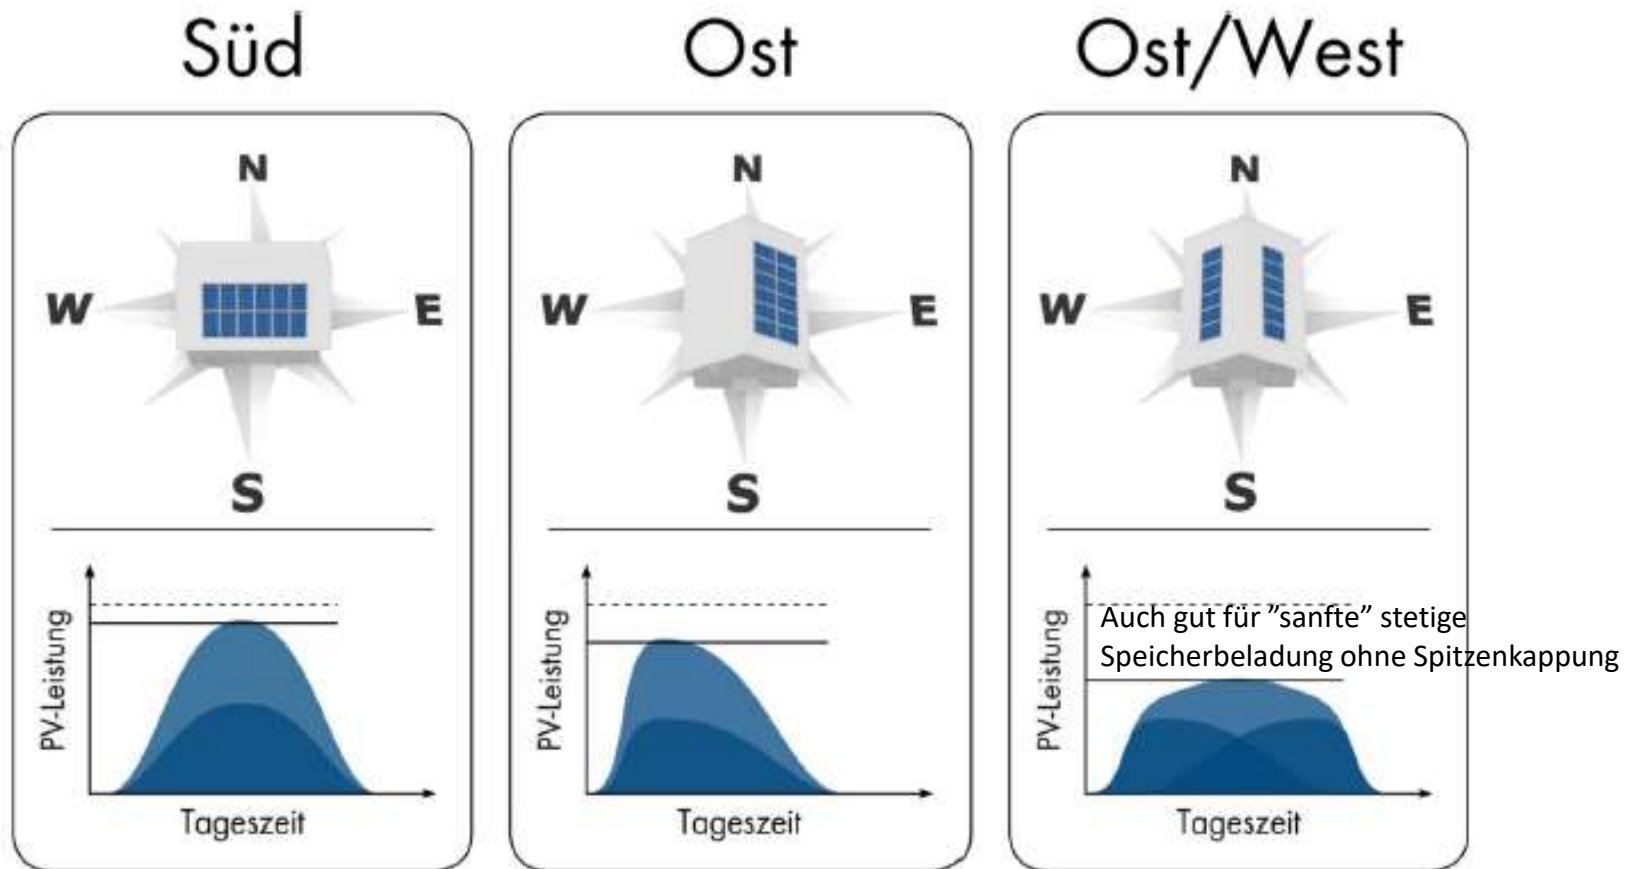 Süd
Ost
Ost/West
N
W
E
S
PV-Leistung
Tageszeit
N
W
E
S
PV-Leistung
Tageszeit
N
W
E
S
PV-Leistung
Auch gut für ”sanfte” stetige
Speicherbeladung ohne Spitzenkappung
Tageszeit